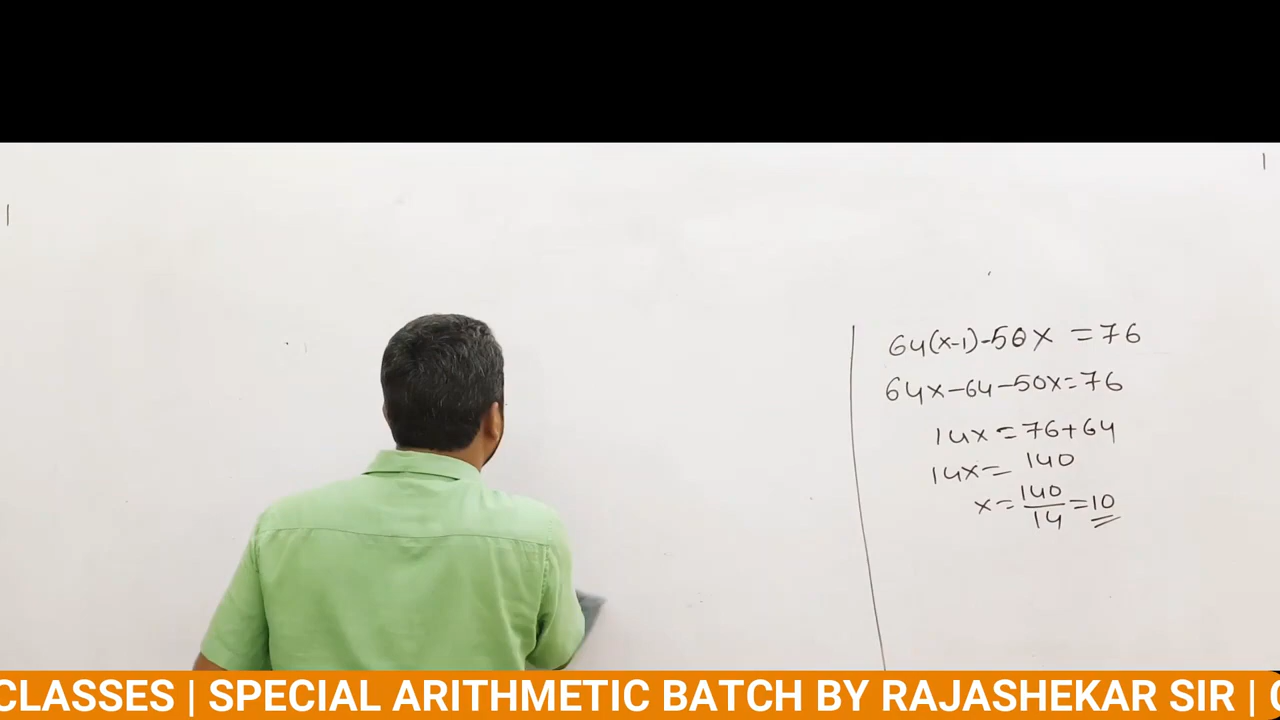 64(x-1)-50x = 76
64x-64-50x=76
14x = 76+64
14x = 140
x = 140/14 = 10
CLASSES | SPECIAL ARITHMETIC BATCH BY RAJASHEKAR SIR |